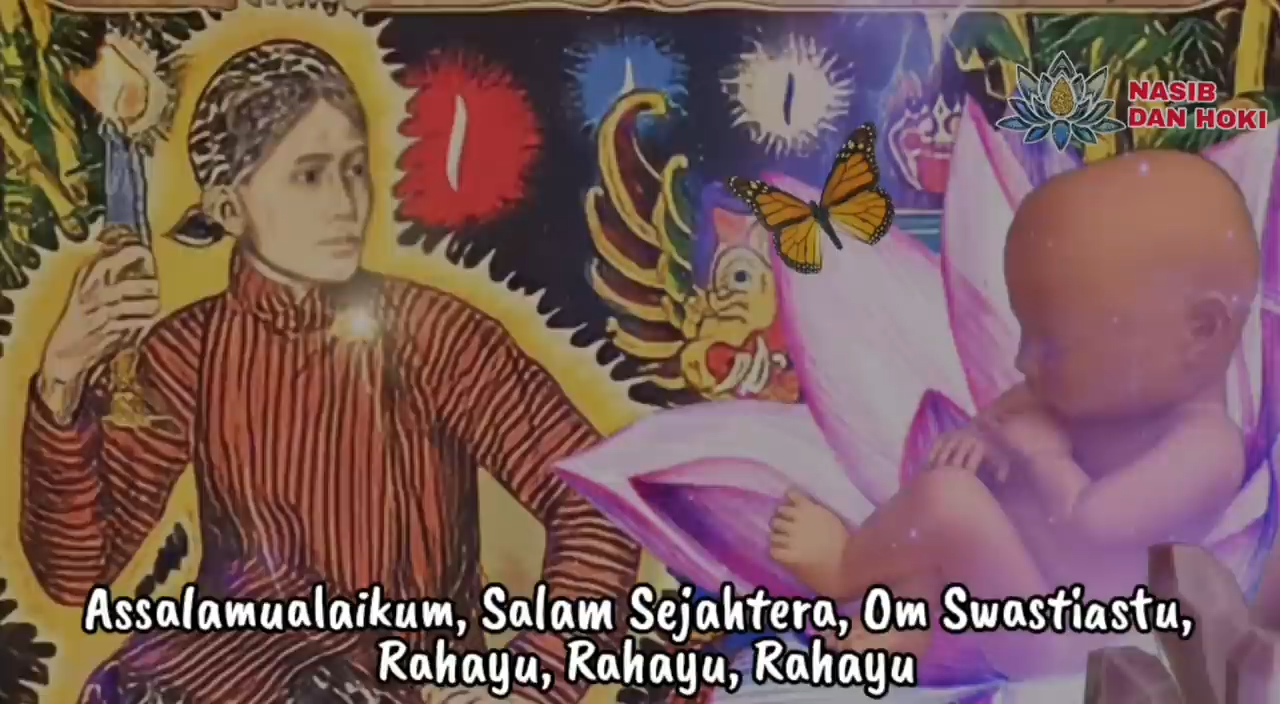 NASIB
DAN HOKI
Assalamualaikum, Salam Sejahtera, Om Swastiastu,
Rahayu, Rahayu, Rahayu